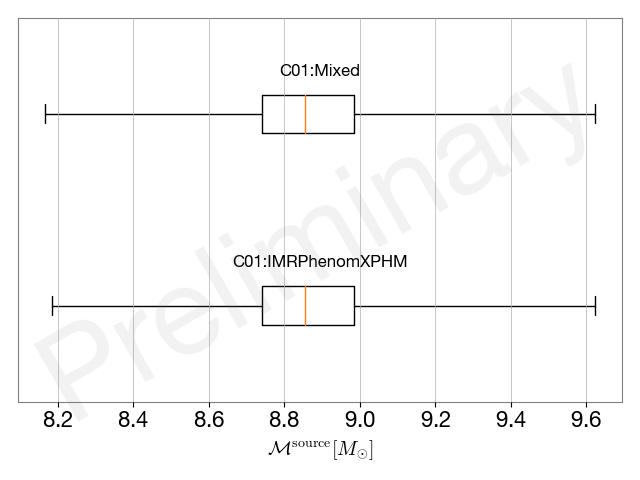 C01:Mixed
C01:IMRPhenomXPHM
Preliminary
8.2 8.4 8.6 8.8 9.0 9.2 9.4 9.6
ℳ^source[M_⊙]